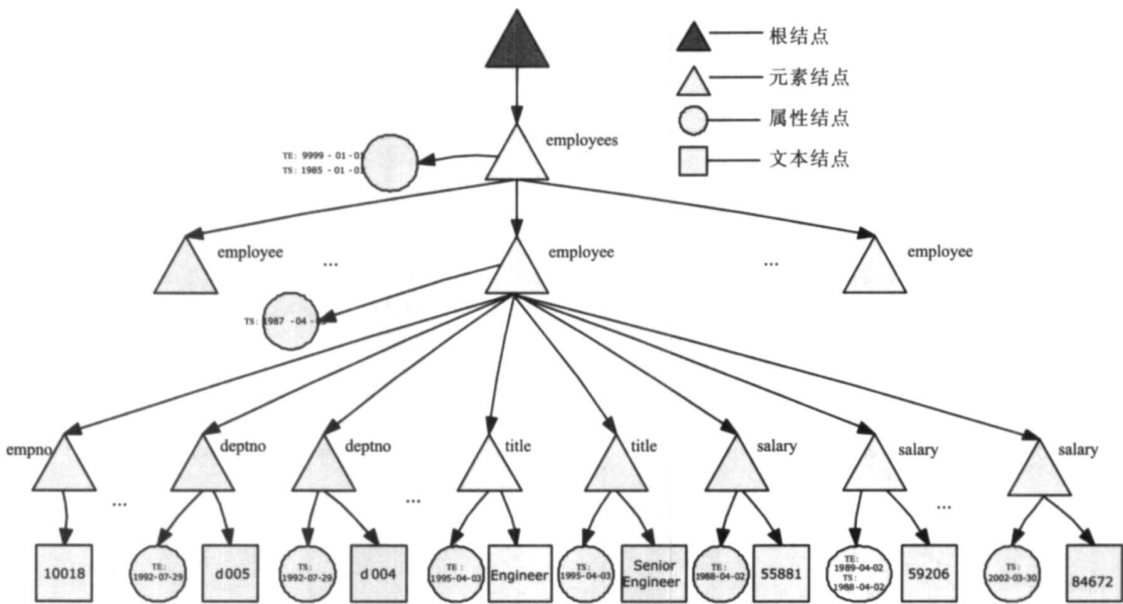 根结点
元素结点
属性结点
文本结点
employees
TE: 9999 - 01 - 01
TS: 1985 - 01 - 01
employee
...
employee
...
employee
TS: 1987 - 04 -
empno
deptno
deptno
title
title
salary
salary
salary
...
...
...
10018
TE:
1992-07-29
d005
TS:
1992-07-29
d004
TE:
1995-04-03
Engineer
TS:
1995-04-03
Senior
Engineer
TE:
1988-04-02
55881
TE:
1989-04-02
TS:
1988-04-02
59206
TS:
2002-03-30
84672